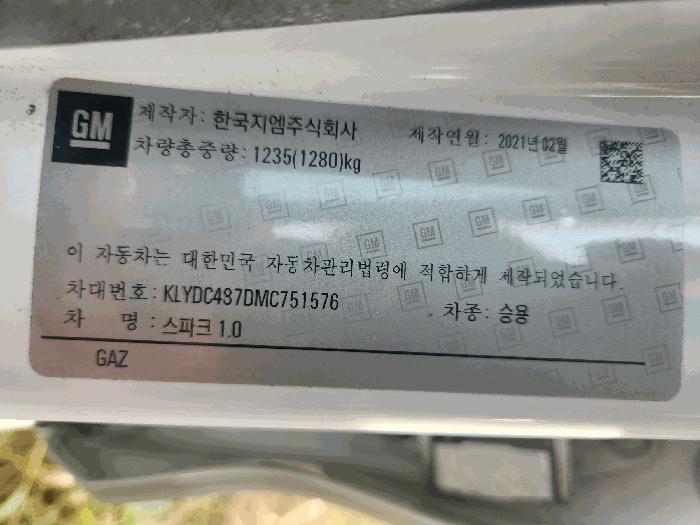 GM 제작자: 한국지엠주식회사 제작연월: 2021년 02월
차량총중량: 1235(1280)kg
이 자동차는 대한민국 자동차관리법령에 적합하게 제작되었습니다.
차대번호: KLYDC487DMC751576 차종: 승용
차 명 : 스파크 1.0
GAZ